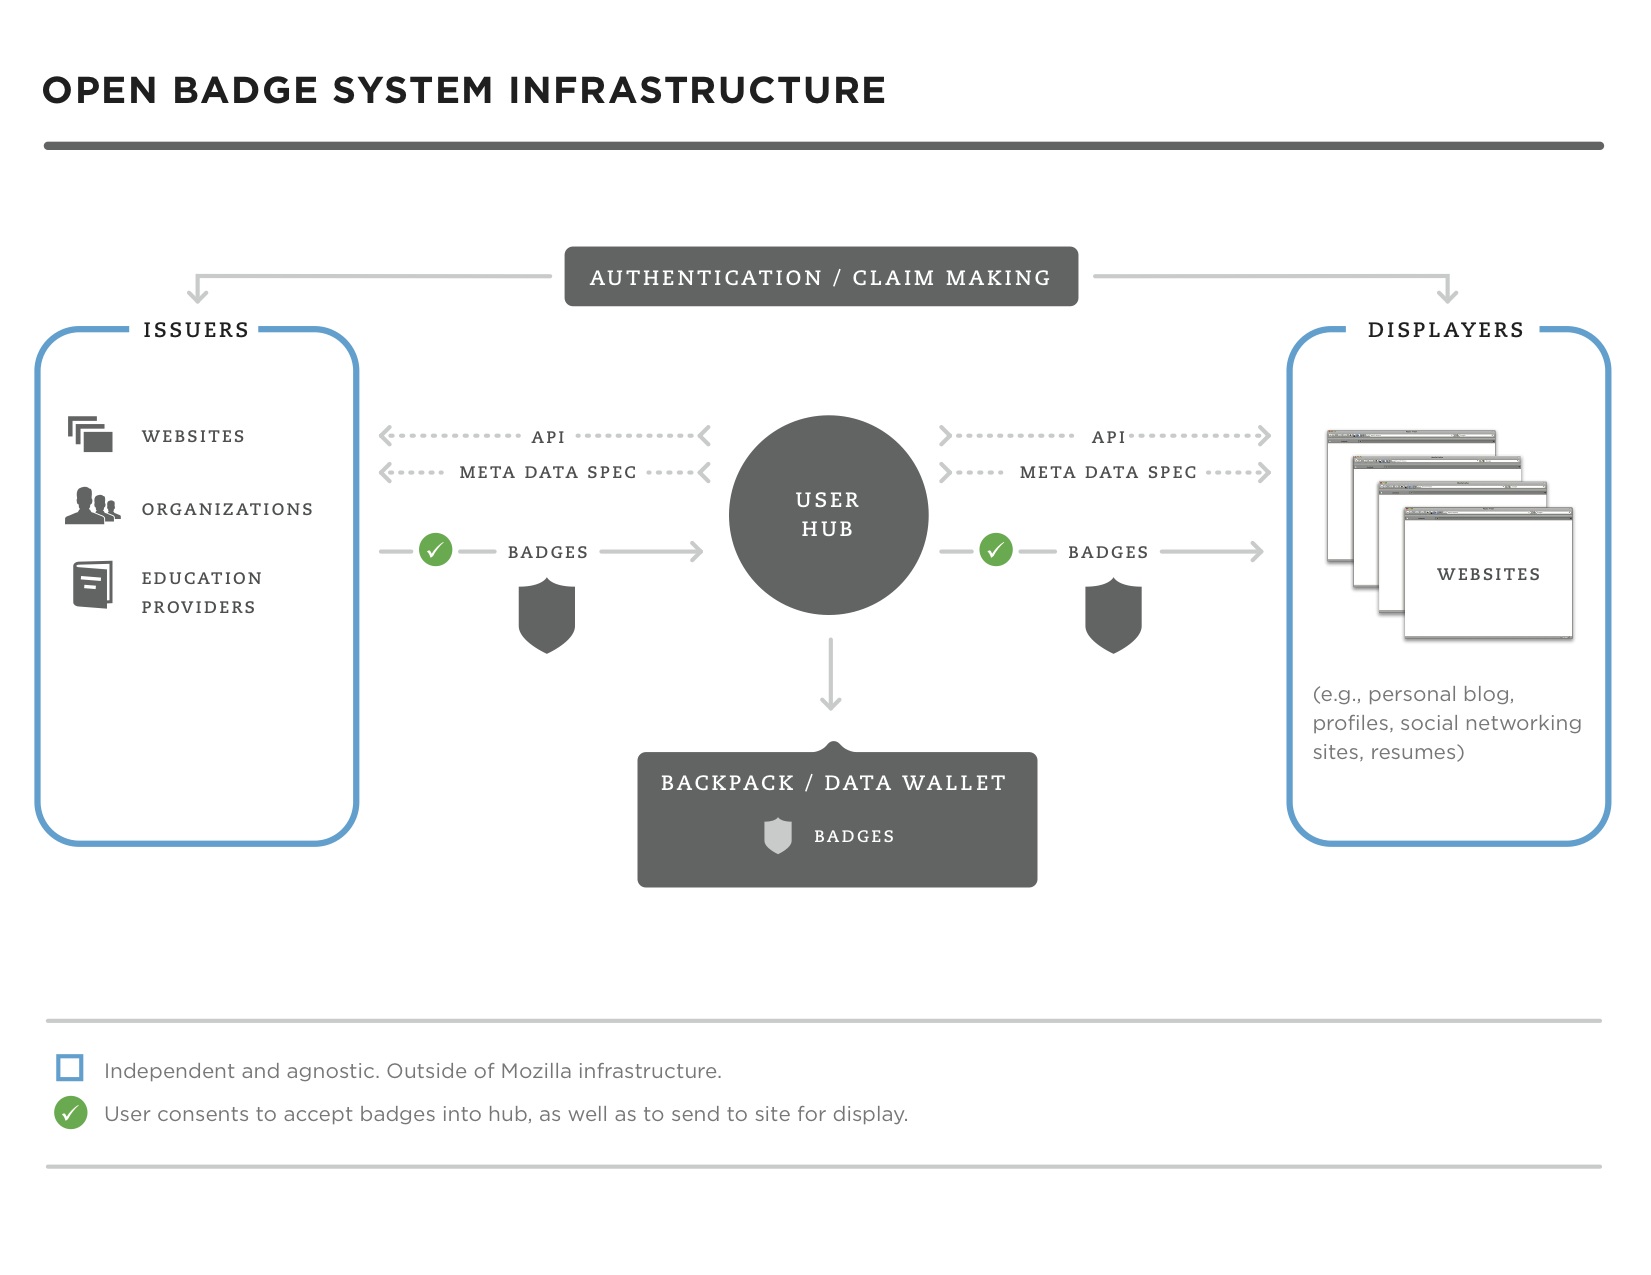 OPEN BADGE SYSTEM INFRASTRUCTURE
AUTHENTICATION / CLAIM MAKING
ISSUERS
WEBSITES
ORGANIZATIONS
EDUCATION
PROVIDERS
API
META DATA SPEC
BADGES
USER
HUB
API
META DATA SPEC
BADGES
BACKPACK / DATA WALLET
BADGES
DISPLAYERS
WEBSITES
(e.g., personal blog,
profiles, social networking
sites, resumes)
Independent and agnostic. Outside of Mozilla infrastructure.
User consents to accept badges into hub, as well as to send to site for display.